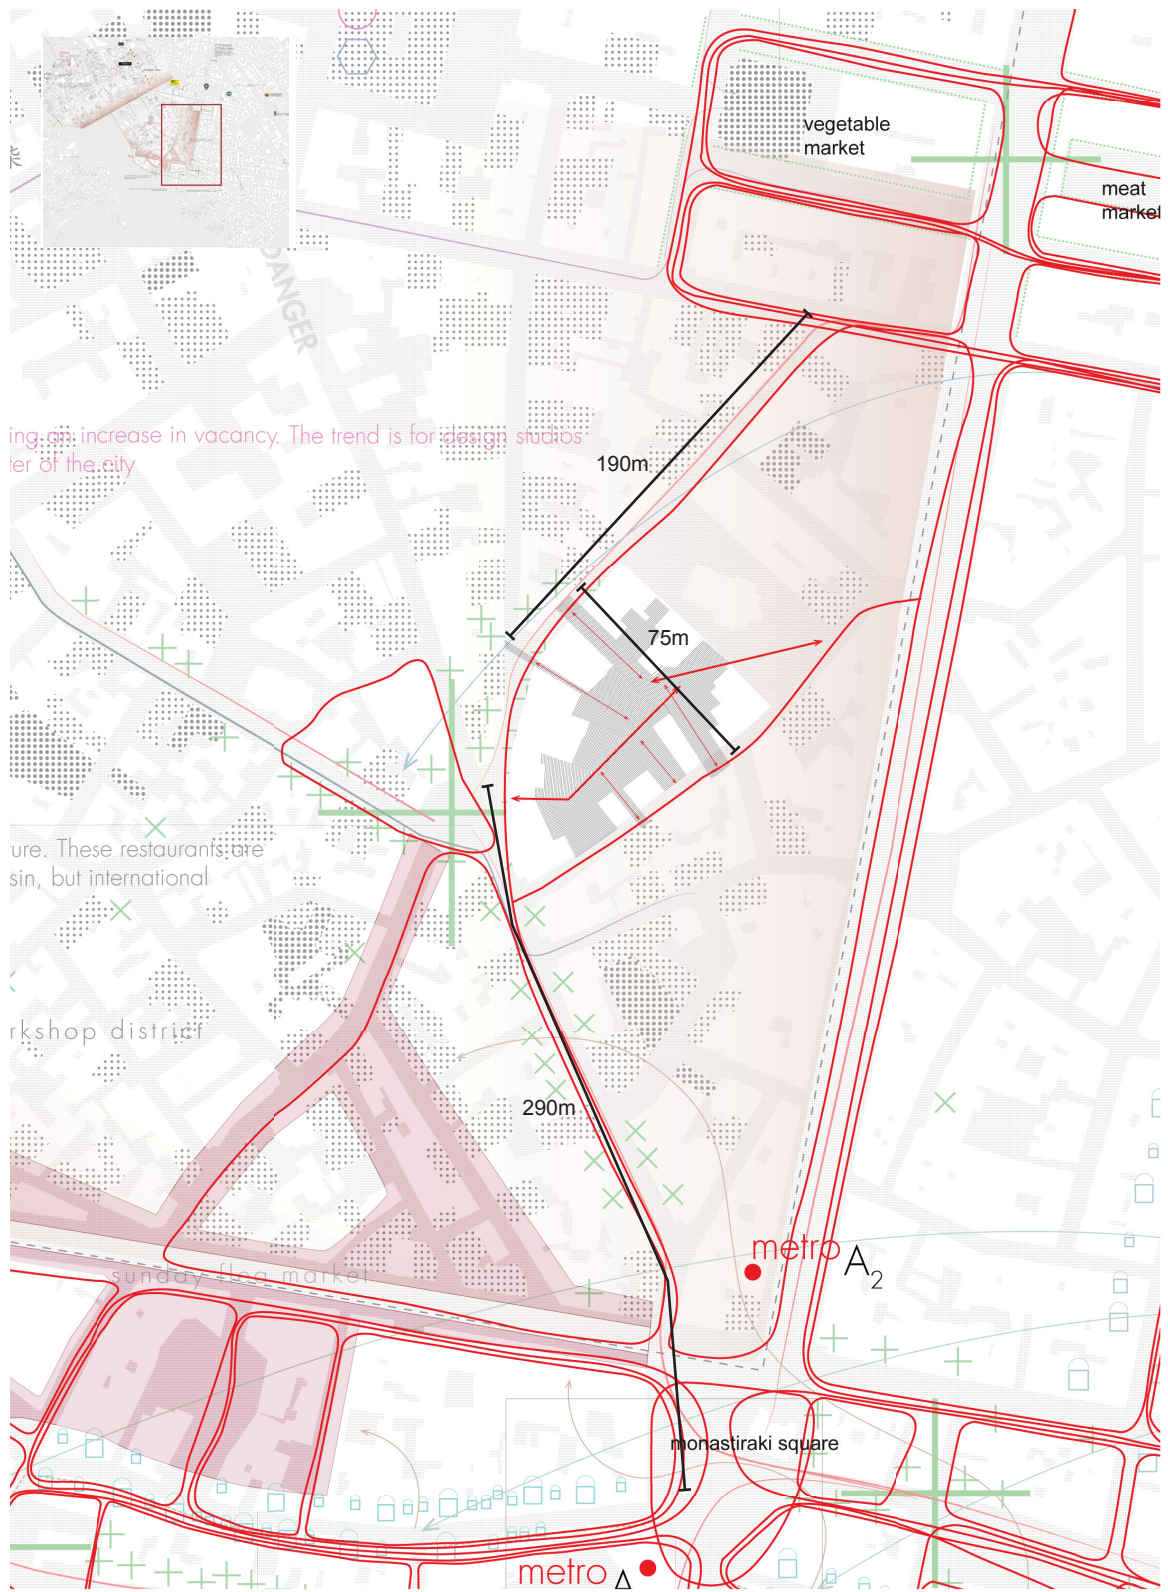 vegetable
market
meat
market
DANGER
ing an increase in vacancy. The trend is for design studios
ter of the city
190m
75m
ure. These restaurants are
sin, but international
rkshop district
290m
metro A2
sunday flea market
monastiraki square
metro A